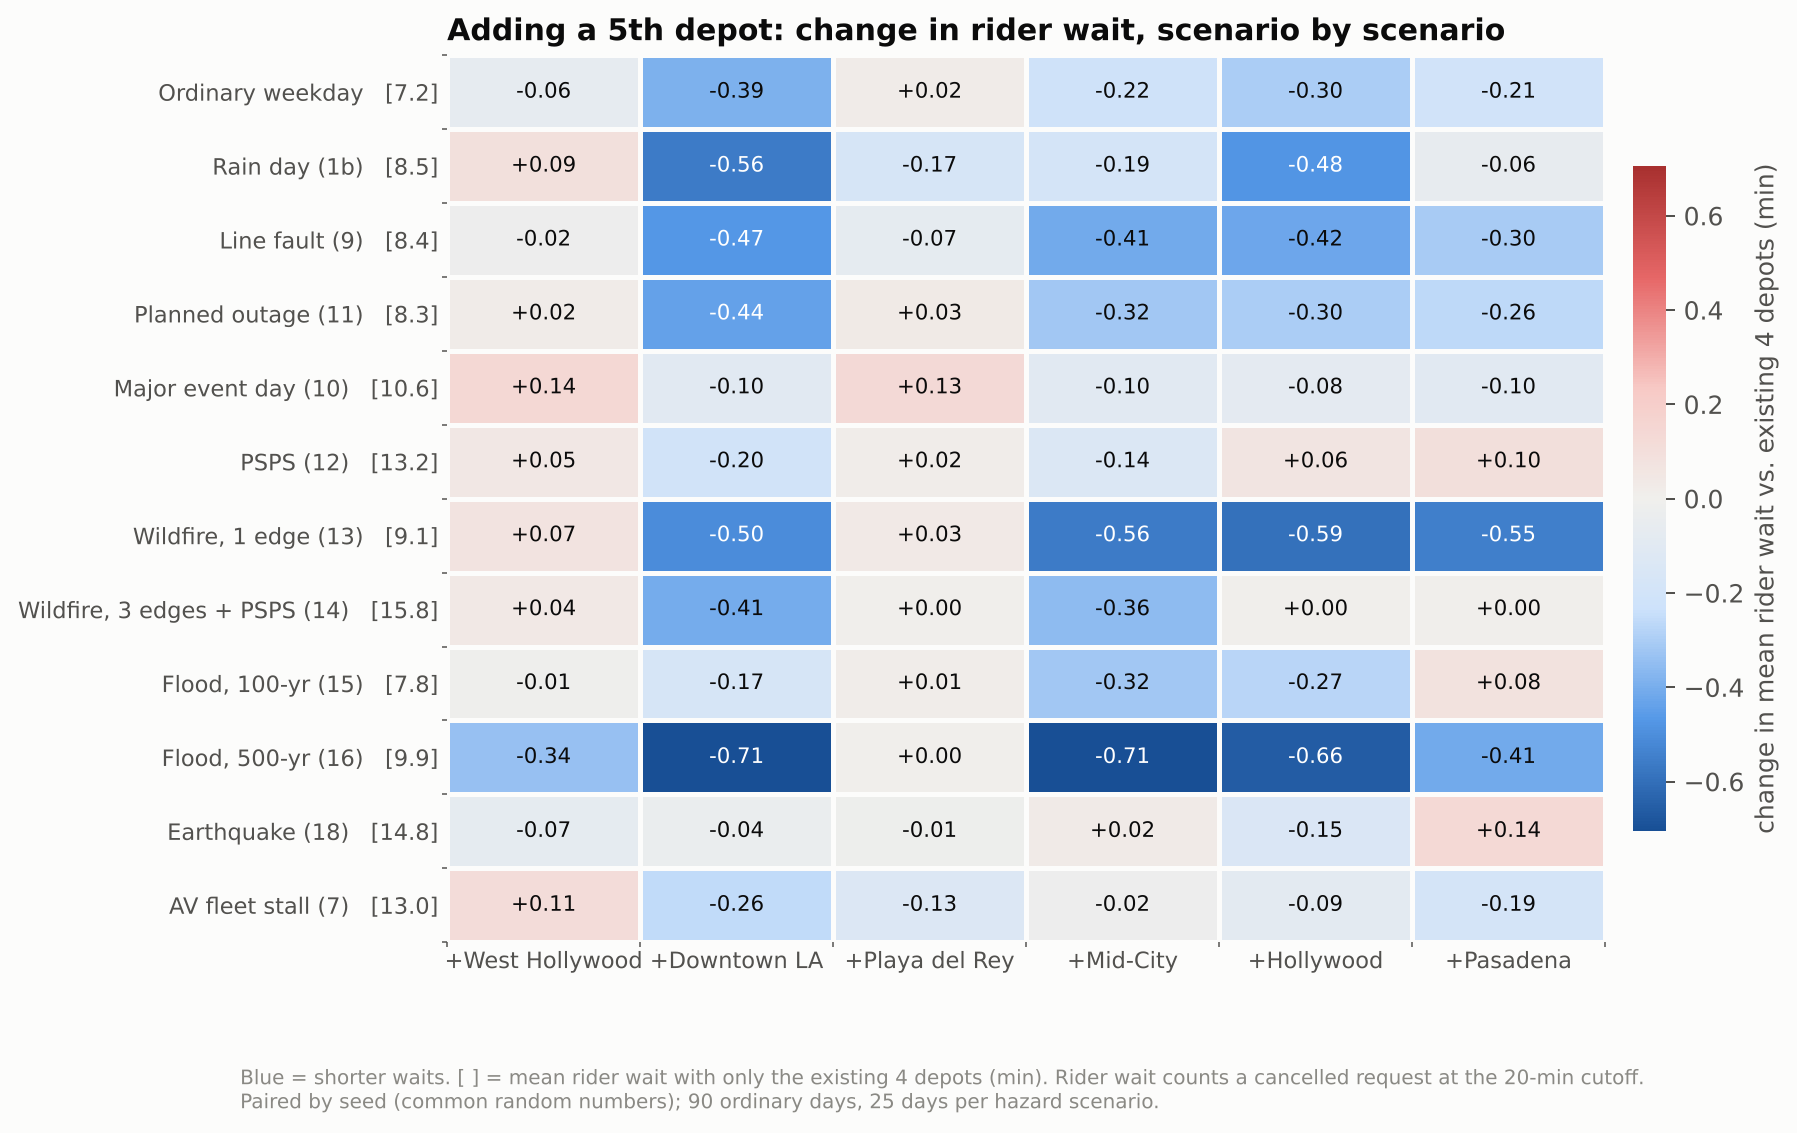 Adding a 5th depot: change in rider wait, scenario by scenario
Ordinary weekday [7.2] -0.06 -0.39 +0.02 -0.22 -0.30 -0.21
Rain day (1b) [8.5] +0.09 -0.56 -0.17 -0.19 -0.48 -0.06
Line fault (9) [8.4] -0.02 -0.47 -0.07 -0.41 -0.42 -0.30
Planned outage (11) [8.3] +0.02 -0.44 +0.03 -0.32 -0.30 -0.26
Major event day (10) [10.6] +0.14 -0.10 +0.13 -0.10 -0.08 -0.10
PSPS (12) [13.2] +0.05 -0.20 +0.02 -0.14 +0.06 +0.10
Wildfire, 1 edge (13) [9.1] +0.07 -0.50 +0.03 -0.56 -0.59 -0.55
Wildfire, 3 edges + PSPS (14) [15.8] +0.04 -0.41 +0.00 -0.36 +0.00 +0.00
Flood, 100-yr (15) [7.8] -0.01 -0.17 +0.01 -0.32 -0.27 +0.08
Flood, 500-yr (16) [9.9] -0.34 -0.71 +0.00 -0.71 -0.66 -0.41
Earthquake (18) [14.8] -0.07 -0.04 -0.01 +0.02 -0.15 +0.14
AV fleet stall (7) [13.0] +0.11 -0.26 -0.13 -0.02 -0.09 -0.19
+West Hollywood +Downtown LA +Playa del Rey +Mid-City +Hollywood +Pasadena
0.6
0.4
0.2
0.0
−0.2
−0.4
−0.6
change in mean rider wait vs. existing 4 depots (min)
Blue = shorter waits. [ ] = mean rider wait with only the existing 4 depots (min). Rider wait counts a cancelled request at the 20-min cutoff.
Paired by seed (common random numbers); 90 ordinary days, 25 days per hazard scenario.